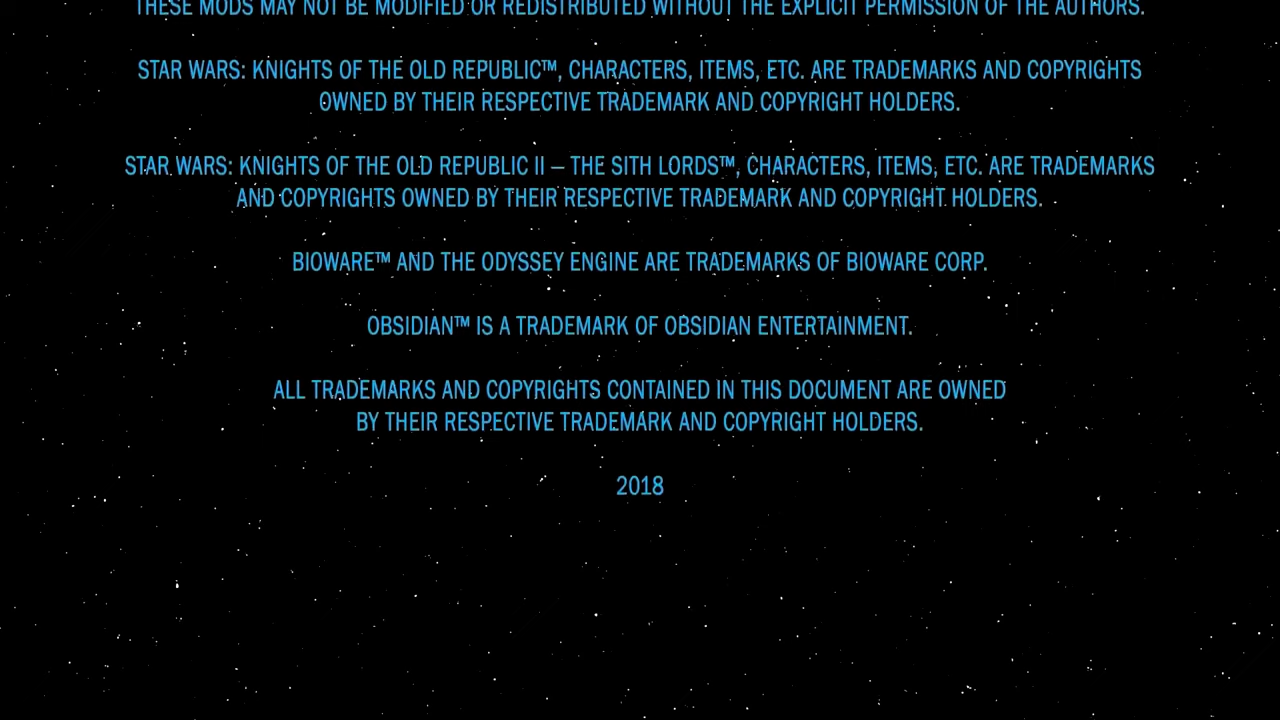 THESE MODS MAY NOT BE MODIFIED OR REDISTRIBUTED WITHOUT THE EXPLICIT PERMISSION OF THE AUTHORS.
STAR WARS: KNIGHTS OF THE OLD REPUBLIC™, CHARACTERS, ITEMS, ETC. ARE TRADEMARKS AND COPYRIGHTS
OWNED BY THEIR RESPECTIVE TRADEMARK AND COPYRIGHT HOLDERS.
STAR WARS: KNIGHTS OF THE OLD REPUBLIC II – THE SITH LORDS™, CHARACTERS, ITEMS, ETC. ARE TRADEMARKS
AND COPYRIGHTS OWNED BY THEIR RESPECTIVE TRADEMARK AND COPYRIGHT HOLDERS.
BIOWARE™ AND THE ODYSSEY ENGINE ARE TRADEMARKS OF BIOWARE CORP.
OBSIDIAN™ IS A TRADEMARK OF OBSIDIAN ENTERTAINMENT.
ALL TRADEMARKS AND COPYRIGHTS CONTAINED IN THIS DOCUMENT ARE OWNED
BY THEIR RESPECTIVE TRADEMARK AND COPYRIGHT HOLDERS.
2018